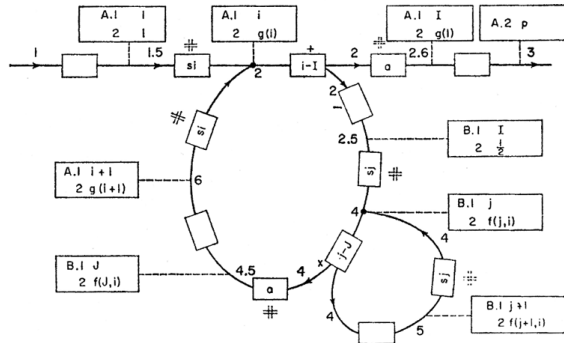 A.1 1
2 1
A.1 i
2 g(i)
A.1 I
2 g(I)
A.2 p
1
1.5
si
2
+
i-I
2
a
2.6
3
2
1
si
2.5
B.1 I
2 1/2
sj
A.1 i+1
2 g(i+1)
6
4
B.1 j
2 f(j,i)
j-J
x
4
sj
B.1 J
2 f(J,i)
4.5
4
a
4
5
B.1 j+1
2 f(j+1,i)